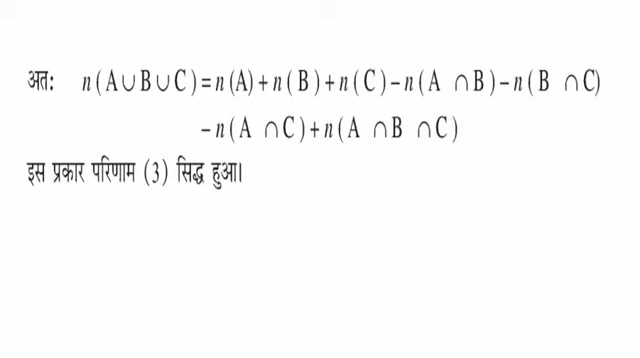 अतः n ( A ∪ B ∪ C ) = n ( A ) + n ( B ) + n ( C ) – n ( A ∩ B ) – n ( B ∩ C )
– n ( A ∩ C ) + n ( A ∩ B ∩ C )
इस प्रकार परिणाम (3) सिद्ध हुआ।